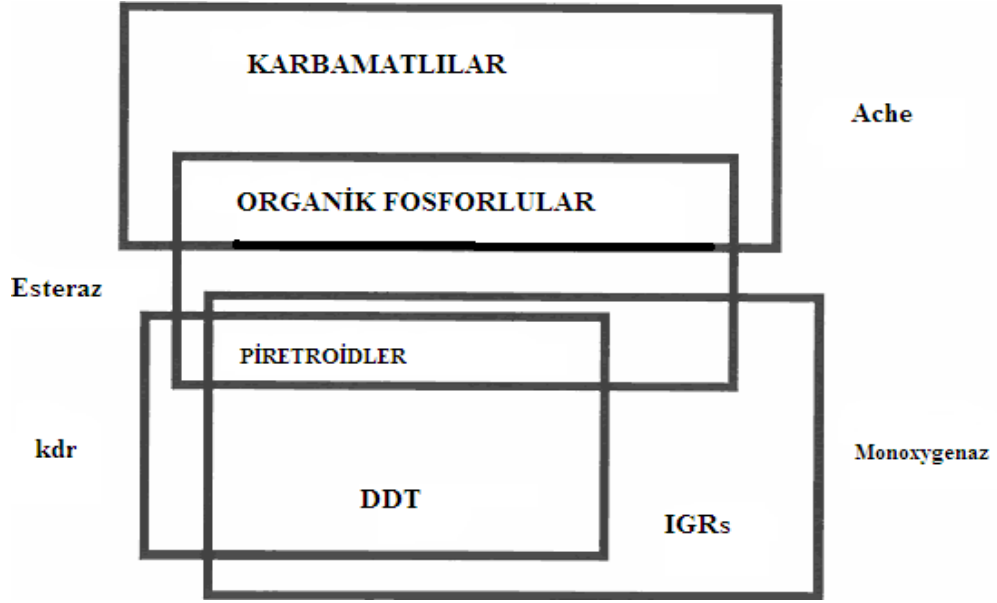 KARBAMATLILAR
Ache
ORGANİK FOSFORLULAR
Esteraz
PİRETROİDLER
kdr
Monoxygenaz
DDT
IGRs